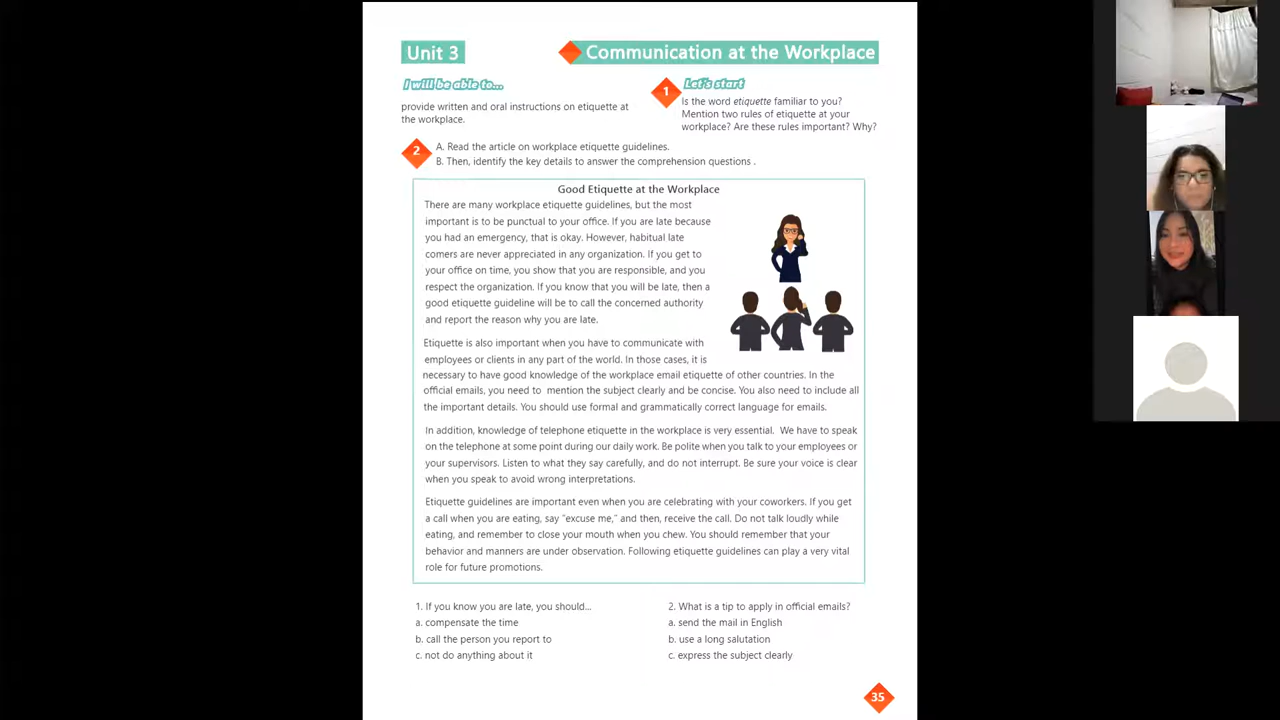 Unit 3
Communication at the Workplace
I will be able to...
provide written and oral instructions on etiquette at
the workplace.
1
Let's start
Is the word etiquette familiar to you?
Mention two rules of etiquette at your
workplace? Are these rules important? Why?
2
A. Read the article on workplace etiquette guidelines.
B. Then, identify the key details to answer the comprehension questions .
Good Etiquette at the Workplace
There are many workplace etiquette guidelines, but the most
important is to be punctual to your office. If you are late because
you had an emergency, that is okay. However, habitual late
comers are never appreciated in any organization. If you get to
your office on time, you show that you are responsible, and you
respect the organization. If you know that you will be late, then a
good etiquette guideline will be to call the concerned authority
and report the reason why you are late.
Etiquette is also important when you have to communicate with
employees or clients in any part of the world. In those cases, it is
necessary to have good knowledge of the workplace email etiquette of other countries. In the
official emails, you need to mention the subject clearly and be concise. You also need to include all
the important details. You should use formal and grammatically correct language for emails.
In addition, knowledge of telephone etiquette in the workplace is very essential. We have to speak
on the telephone at some point during our daily work. Be polite when you talk to your employees or
your supervisors. Listen to what they say carefully, and do not interrupt. Be sure your voice is clear
when you speak to avoid wrong interpretations.
Etiquette guidelines are important even when you are celebrating with your coworkers. If you get
a call when you are eating, say "excuse me," and then, receive the call. Do not talk loudly while
eating, and remember to close your mouth when you chew. You should remember that your
behavior and manners are under observation. Following etiquette guidelines can play a very vital
role for future promotions.
1. If you know you are late, you should...
a. compensate the time
b. call the person you report to
c. not do anything about it
2. What is a tip to apply in official emails?
a. send the mail in English
b. use a long salutation
c. express the subject clearly
35